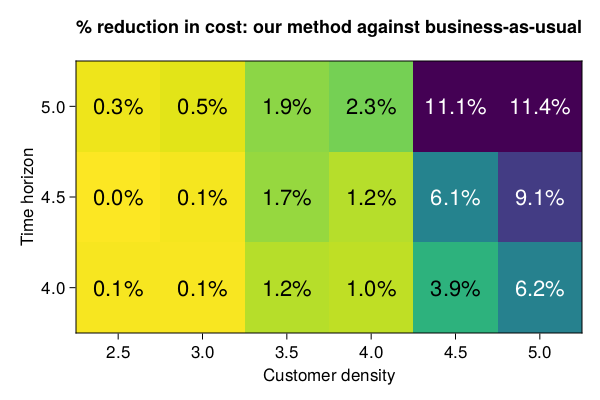 % reduction in cost: our method against business-as-usual
5.0 0.3% 0.5% 1.9% 2.3% 11.1% 11.4%
4.5 0.0% 0.1% 1.7% 1.2% 6.1% 9.1%
4.0 0.1% 0.1% 1.2% 1.0% 3.9% 6.2%
2.5 3.0 3.5 4.0 4.5 5.0
Time horizon
Customer density